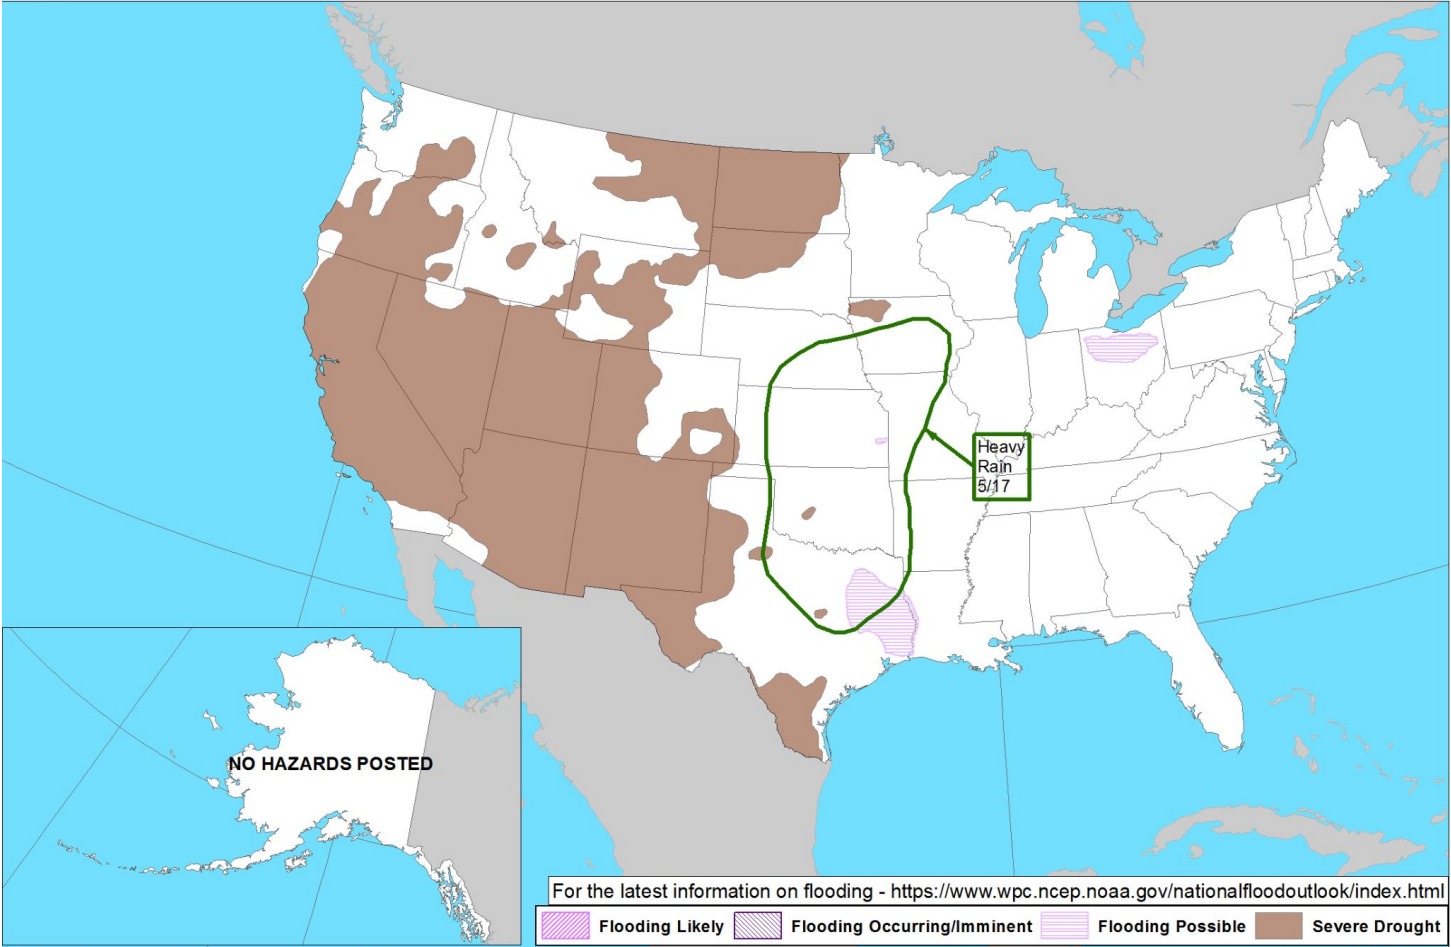 Heavy
Rain
5/17
NO HAZARDS POSTED
For the latest information on flooding - https://www.wpc.ncep.noaa.gov/nationalfloodoutlook/index.html
Flooding Likely Flooding Occurring/Imminent Flooding Possible Severe Drought